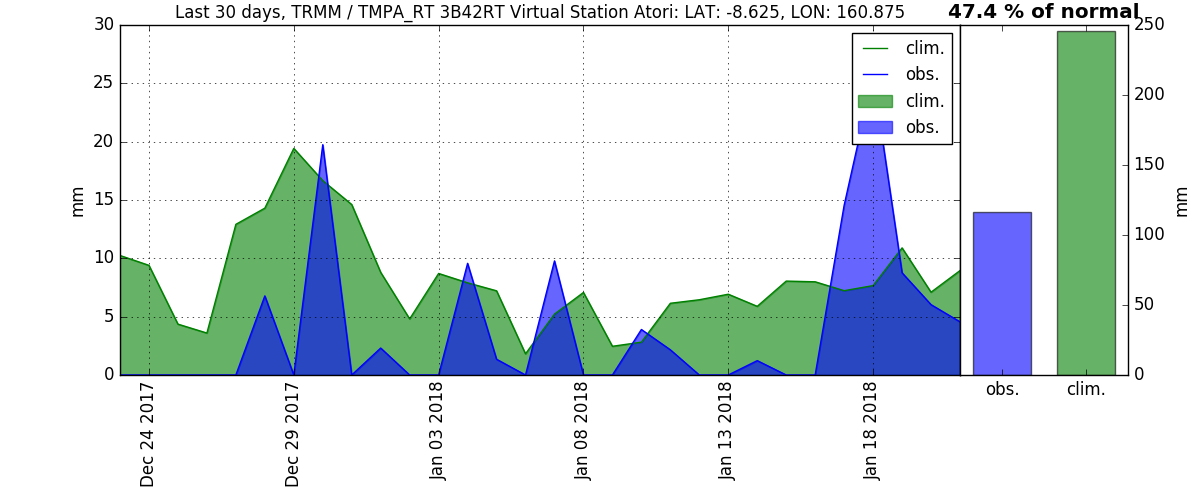 Last 30 days, TRMM / TMPA_RT 3B42RT Virtual Station Atori: LAT: -8.625, LON: 160.875
47.4 % of normal
30
25
20
15
10
5
0
mm
clim.
obs.
clim.
obs.
Dec 24 2017
Dec 29 2017
Jan 03 2018
Jan 08 2018
Jan 13 2018
Jan 18 2018
250
200
150
100
50
0
mm
obs.
clim.